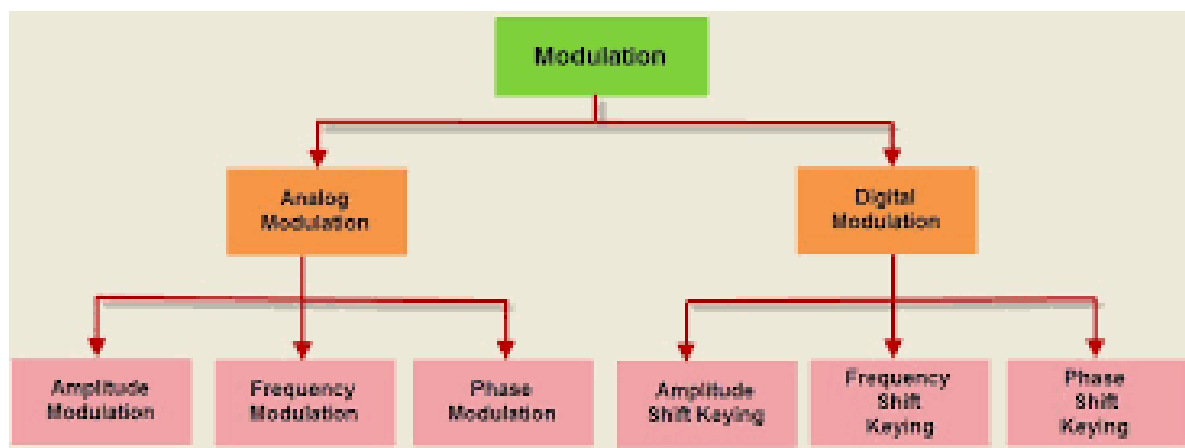 Modulation
Analog
Modulation
Digital
Modulation
Amplitude
Modulation
Frequency
Modulation
Phase
Modulation
Amplitude
Shift Keying
Frequency
Shift
Keying
Phase
Shift
Keying